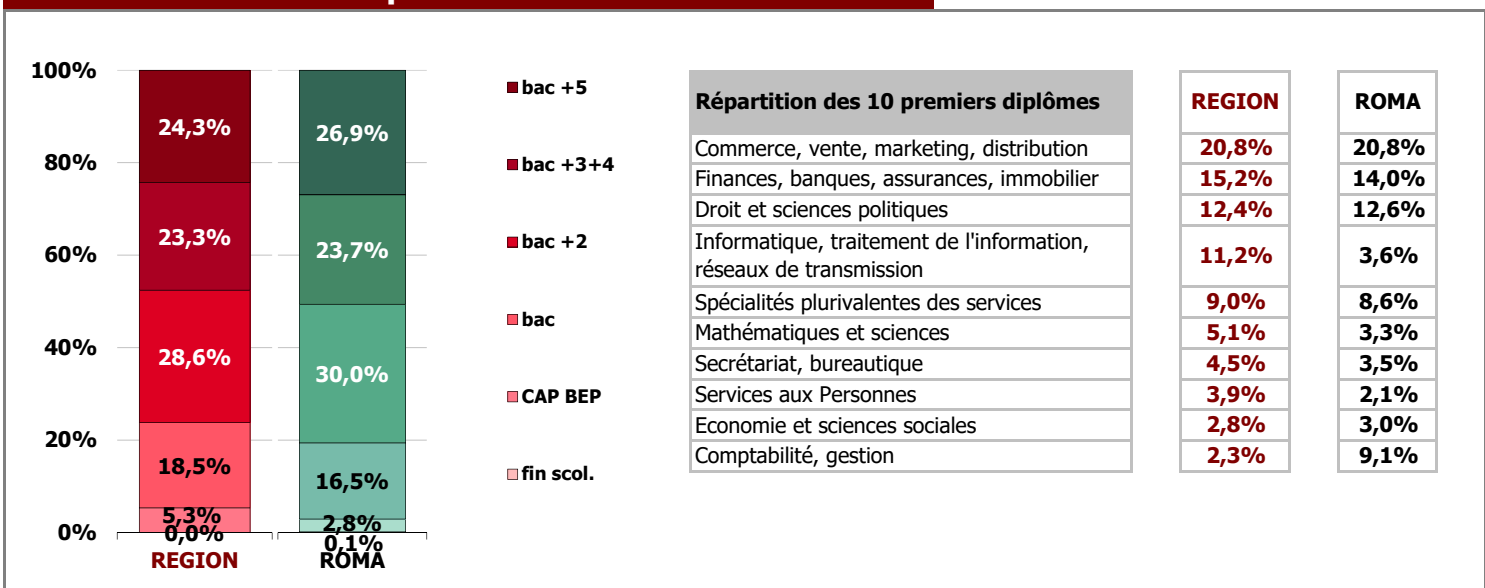 100%
80%
60%
40%
20%
0%
24,3%
23,3%
28,6%
18,5%
5,3%
0,0%
REGION
26,9%
23,7%
30,0%
16,5%
2,8%
0,1%
ROMA
bac +5
bac +3+4
bac +2
bac
CAP BEP
fin scol.
Répartition des 10 premiers diplômes REGION ROMA
Commerce, vente, marketing, distribution 20,8% 20,8%
Finances, banques, assurances, immobilier 15,2% 14,0%
Droit et sciences politiques 12,4% 12,6%
Informatique, traitement de l'information,
réseaux de transmission 11,2% 3,6%
Spécialités plurivalentes des services 9,0% 8,6%
Mathématiques et sciences 5,1% 3,3%
Secrétariat, bureautique 4,5% 3,5%
Services aux Personnes 3,9% 2,1%
Economie et sciences sociales 2,8% 3,0%
Comptabilité, gestion 2,3% 9,1%